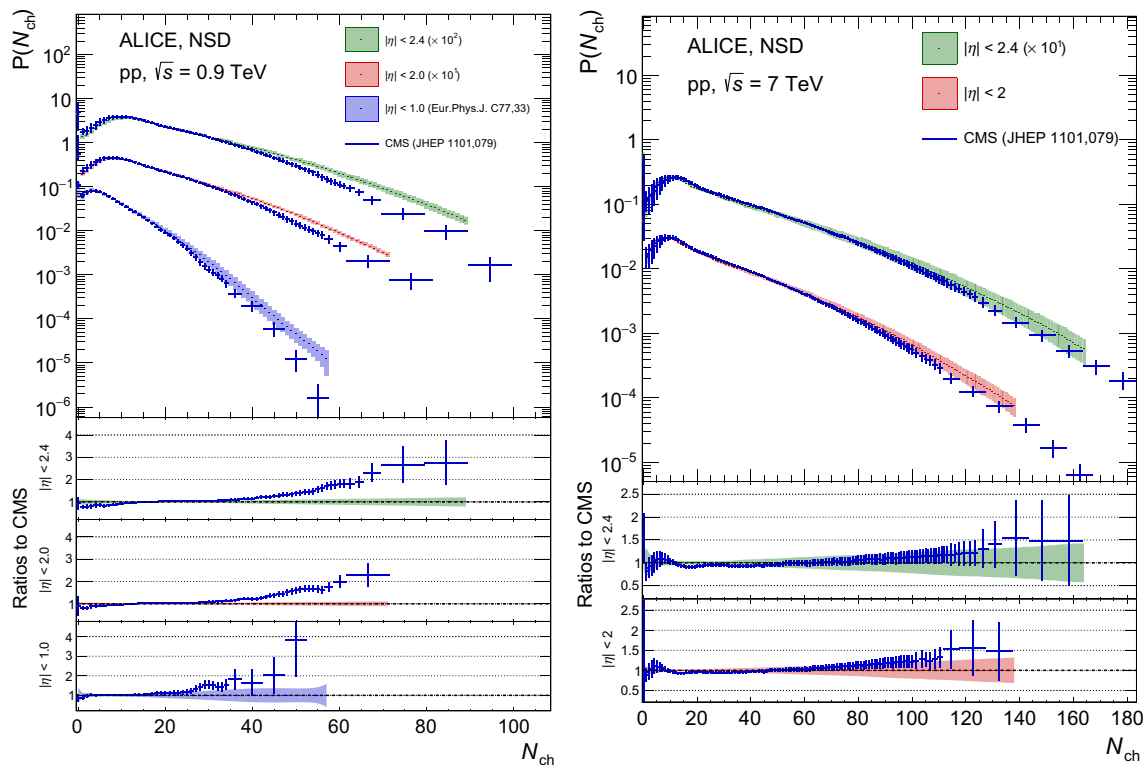 P(N_ch)
10²
10
1
10⁻¹
10⁻²
10⁻³
10⁻⁴
10⁻⁵
10⁻⁶
ALICE, NSD
pp, √s = 0.9 TeV
|η| < 2.4 (× 10²)
|η| < 2.0 (× 10¹)
|η| < 1.0 (Eur.Phys.J. C77,33)
CMS (JHEP 1101,079)
Ratios to CMS
|η| < 2.4
4
3
2
1
|η| < 2.0
4
2
1
|η| < 1.0
4
3
2
1
0 20 40 60 80 100
N_ch
P(N_ch)
10
1
10⁻¹
10⁻²
10⁻³
10⁻⁴
10⁻⁵
ALICE, NSD
pp, √s = 7 TeV
|η| < 2.4 (× 10¹)
|η| < 2
CMS (JHEP 1101,079)
Ratios to CMS
|η| < 2.4
2.5
2
1.5
1
0.5
|η| < 2
2.5
2
1.5
1
0.5
0 20 40 60 80 100 120 140 160 180
N_ch